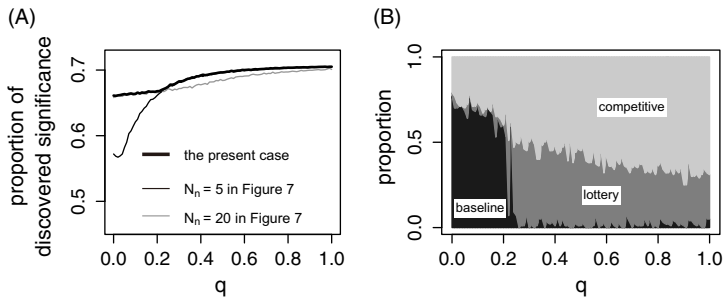 (A)
proportion of
discovered significance
0.7
0.6
0.5
the present case
Nn = 5 in Figure 7
Nn = 20 in Figure 7
0.0 0.2 0.4 0.6 0.8 1.0
q
(B)
proportion
1.0
0.5
0.0
competitive
lottery
baseline
0.0 0.2 0.4 0.6 0.8 1.0
q